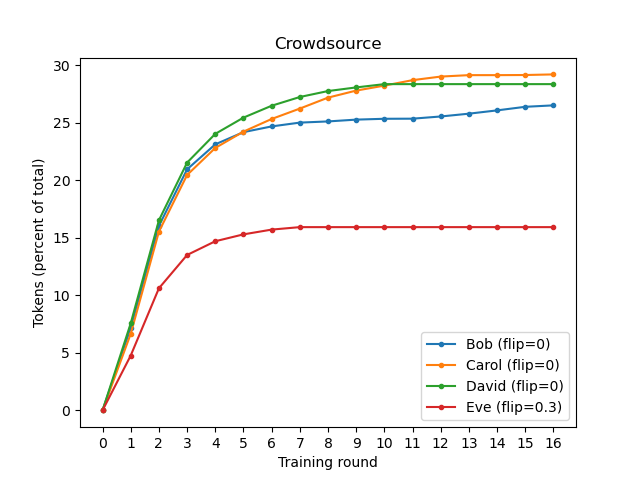 Crowdsource
Tokens (percent of total)
30
25
20
15
10
5
0
0 1 2 3 4 5 6 7 8 9 10 11 12 13 14 15 16
Training round
Bob (flip=0)
Carol (flip=0)
David (flip=0)
Eve (flip=0.3)